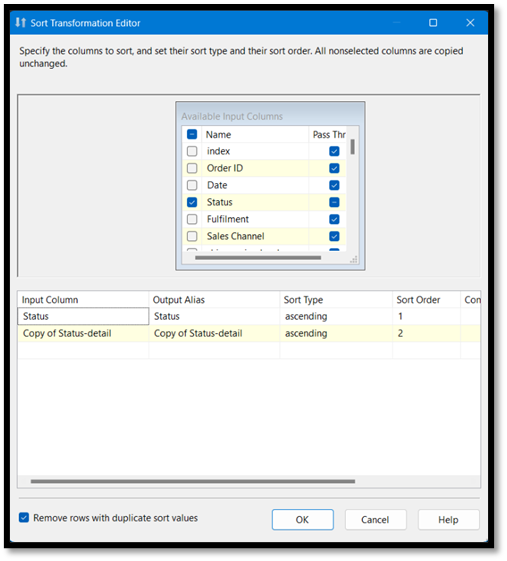 Sort Transformation Editor
Specify the columns to sort, and set their sort type and their sort order. All nonselected columns are copied
unchanged.
Available Input Columns
Name Pass Thr
index
Order ID
Date
Status
Fulfilment
Sales Channel
Input Column Output Alias Sort Type Sort Order Con
Status Status ascending 1
Copy of Status-detail Copy of Status-detail ascending 2
Remove rows with duplicate sort values
OK Cancel Help